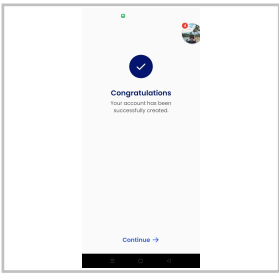 Congratulations
Your account has been
successfully created.
Continue →